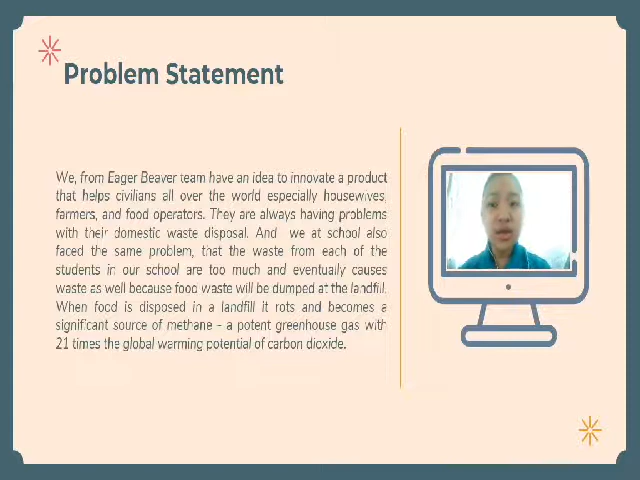 Problem Statement
We, from Eager Beaver team have an idea to innovate a product
that helps civilians all over the world especially housewives,
farmers, and food operators. They are always having problems
with their domestic waste disposal. And we at school also
faced the same problem, that the waste from each of the
students in our school are too much and eventually causes
waste as well because food waste will be dumped at the landfill.
When food is disposed in a landfill it rots and becomes a
significant source of methane - a potent greenhouse gas with
21 times the global warming potential of carbon dioxide.